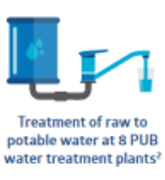 Treatment of raw to
potable water at 8 PUB
water treatment plants²